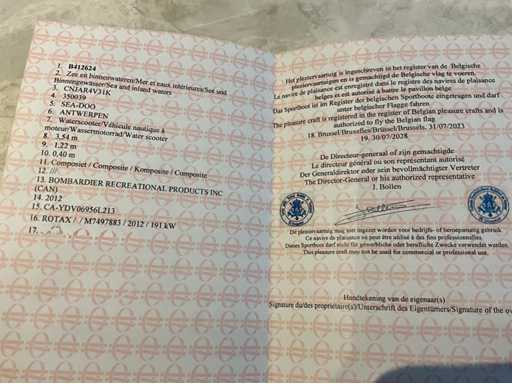 1. B412624
2. Zee en binnenwateren/Mer et eaux intérieures/See und
Binnengewässer/Sea and inland waters
3. CNJAR4V31K
4. 350039
5. SEA-DOO
6. ANTWERPEN
7. Waterscooter/Véhicule nautique à
moteur/Wassermotorrad/Water scooter
8. 3,54 m
9. 1,22 m
10. 0,40 m
11. Composiet / Composite / Komposite / Composite
12. ///
13. BOMBARDIER RECREATIONAL PRODUCTS INC
(CAN)
14. 2012
15. CA-YDV06956L213
16. ROTAX / / M7497883 / 2012 / 191 kW
17.
Het pleziervaartuig is ingeschreven in het register van de Belgische
pleziervaartuigen en is gemachtigd de Belgische vlag te voeren.
Le navire de plaisance est enregistré dans le registre des navires de plaisance
belges et est autorisé à battre le pavillon belge
Das Sportboot ist im Register der belgischen Sportboote eingetragen und darf
unter belgischer Flagge fahren.
The pleasure craft is registered in the register of Belgian pleasure crafts and is
authorized to fly the Belgian flag
18. Brussel/Bruxelles/Brüssel/Brussels, 31/07/2023
19. 30/07/2028
De Directeur-generaal of zijn gemachtigde
Le directeur général ou son représentant autorisé
Der Generaldirektor oder sein bevollmächtigter Vertreter
The Director-General or his authorized representative
J. Bollen
Dit pleziervaartuig mag niet ingezet worden voor bedrijfs- of beroepsmatig gebruik.
Ce navire de plaisance ne peut être utilisé à des fins professionnelles.
Dieses Sportboot darf nicht für gewerbliche oder berufliche Zwecke verwendet werden.
This pleasure craft may not be used for commercial or professional use.
Handtekening van de eigenaar(s)
Signature du/des propriétaire(s)/Unterschrift des Eigentümers/Signature of the ow